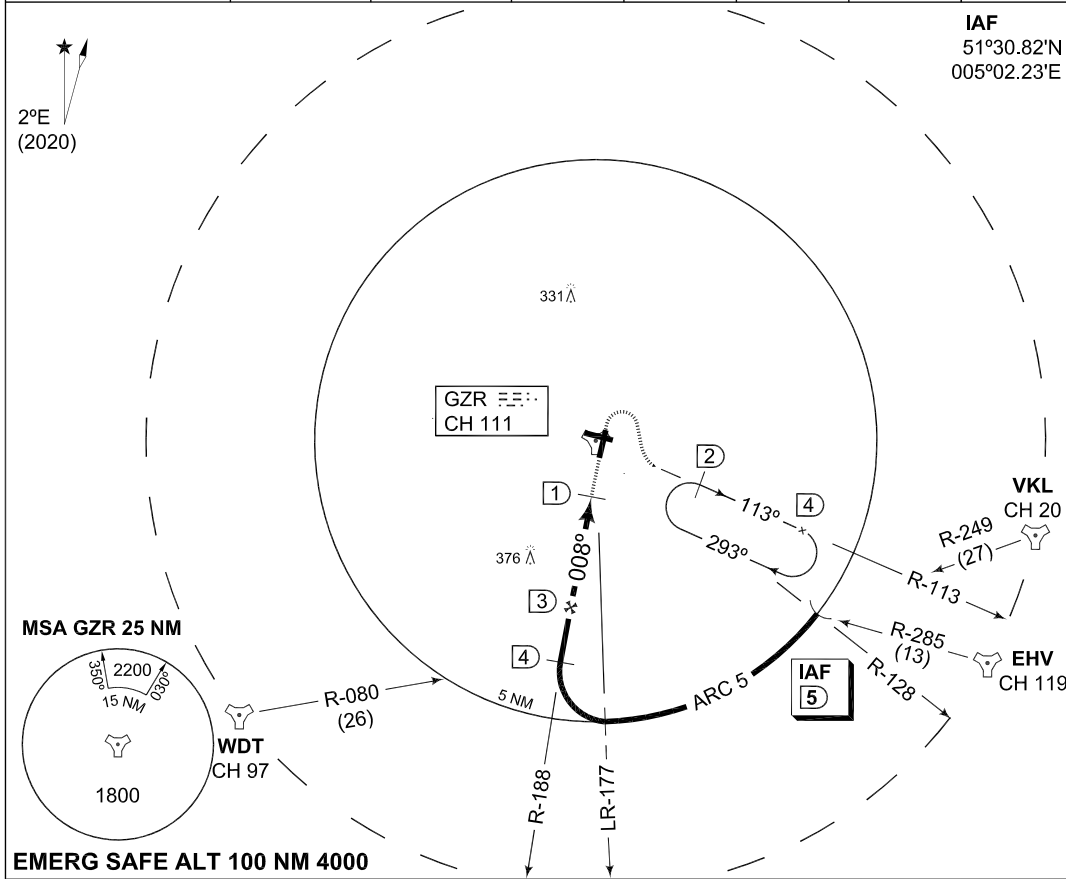 IAF
51º30.82'N
005º02.23'E
2ºE
(2020)
331
GZR
CH 111
2
1
113º
4
293º
VKL
CH 20
R-249
(27)
R-113
376
008º
3
MSA GZR 25 NM
350º
2200
030º
15 NM
1800
4
R-285
(13)
EHV
CH 119
R-128
IAF
5
ARC 5
5 NM
R-080
(26)
WDT
CH 97
R-188
LR-177
EMERG SAFE ALT 100 NM 4000